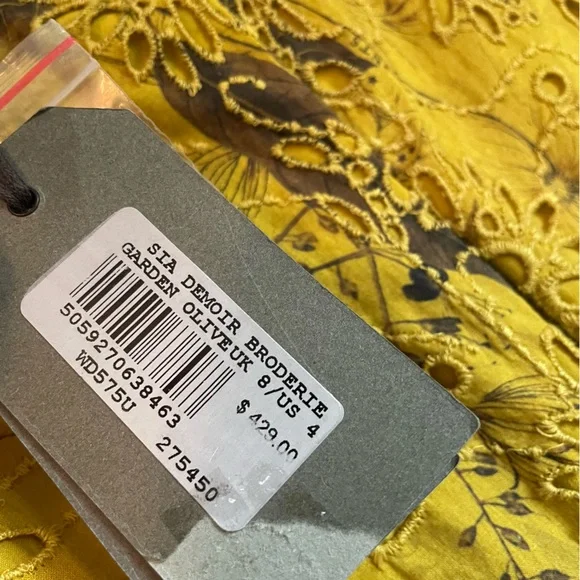 SIA DEMOIR BRODERIE
GARDEN OLIVEUK 8/US 4
$ 429.00
5059270638463
WD575U 275450